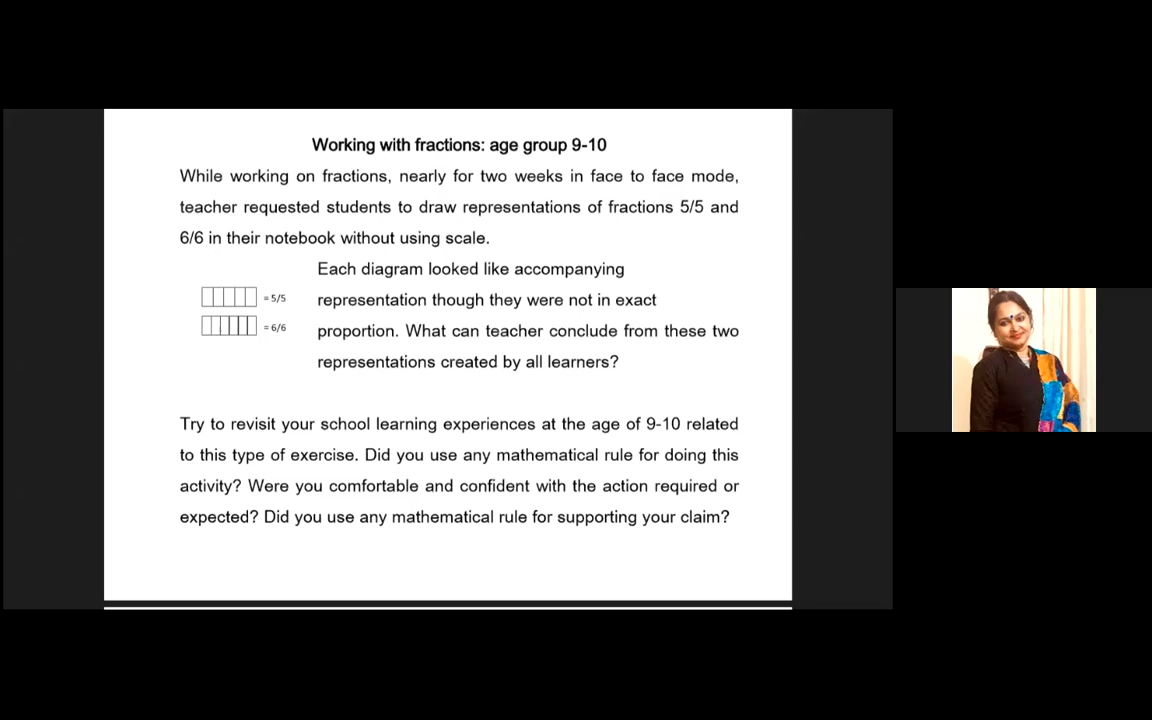 Working with fractions: age group 9-10
While working on fractions, nearly for two weeks in face to face mode,
teacher requested students to draw representations of fractions 5/5 and
6/6 in their notebook without using scale.
Each diagram looked like accompanying
= 5/5 representation though they were not in exact
= 6/6 proportion. What can teacher conclude from these two
representations created by all learners?
Try to revisit your school learning experiences at the age of 9-10 related
to this type of exercise. Did you use any mathematical rule for doing this
activity? Were you comfortable and confident with the action required or
expected? Did you use any mathematical rule for supporting your claim?